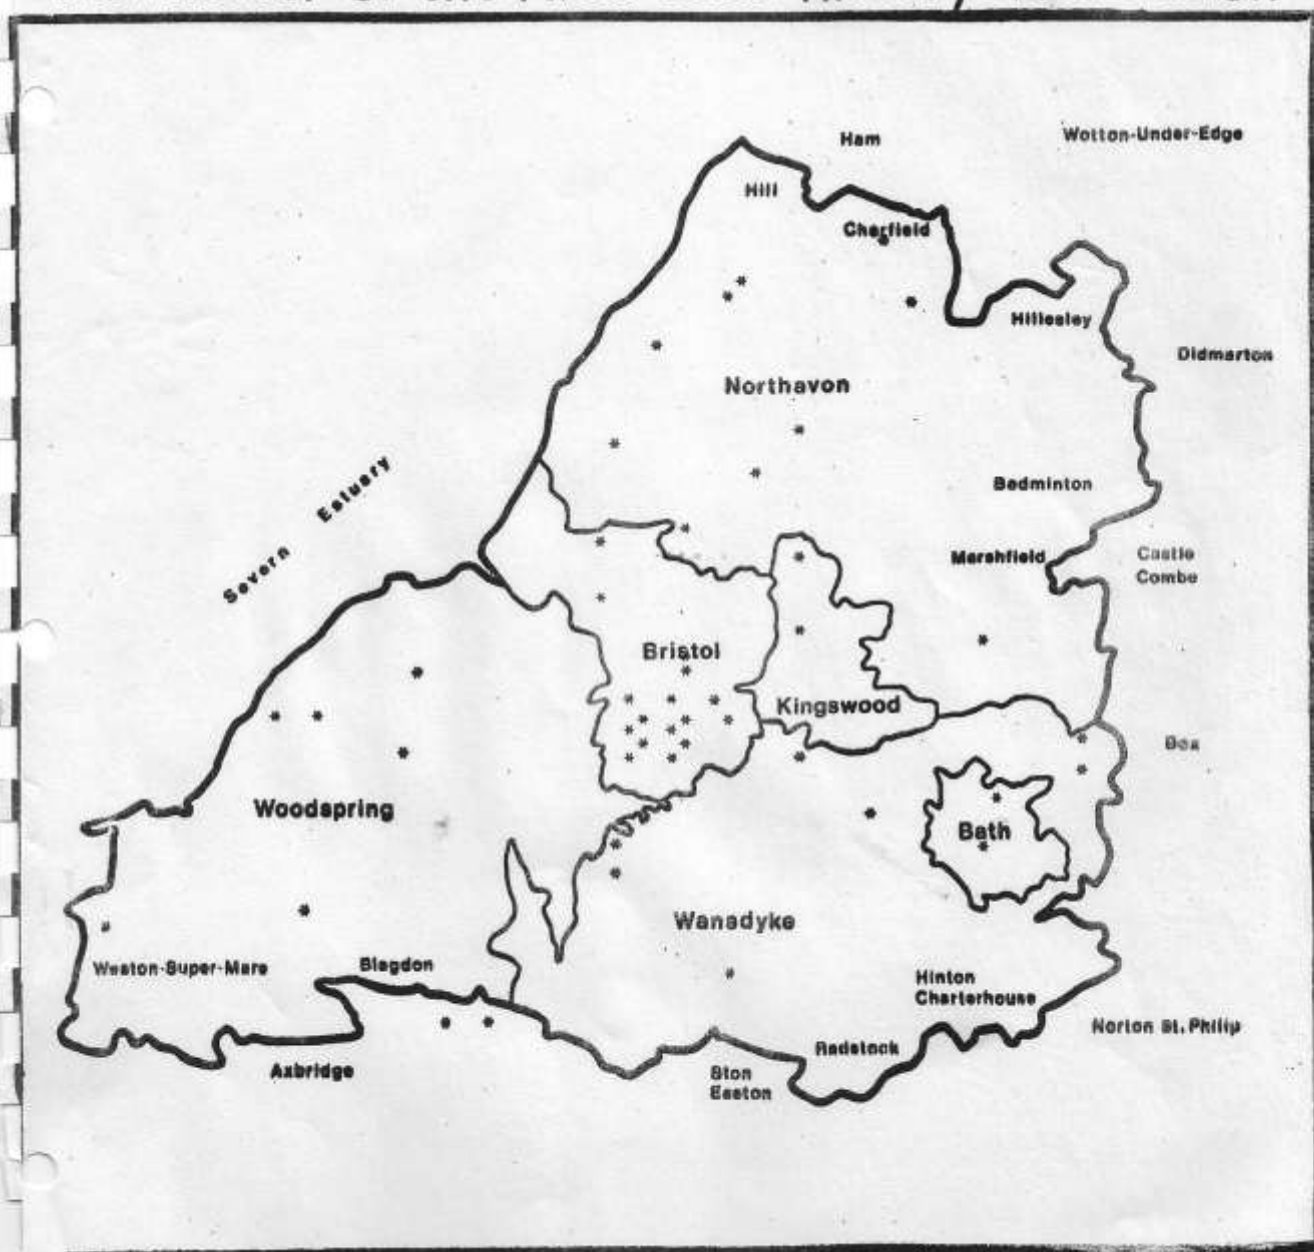 Ham
Wotton-Under-Edge
Hill
Charfield
Hillesley
Didmarton
Northavon
Severn Estuary
Badminton
Marshfield
Castle
Combe
Bristol
Kingswood
Box
Woodspring
Bath
Wansdyke
Weston-Super-Mare
Blagdon
Hinton
Charterhouse
Norton St. Philip
Radstock
Axbridge
Ston
Easton